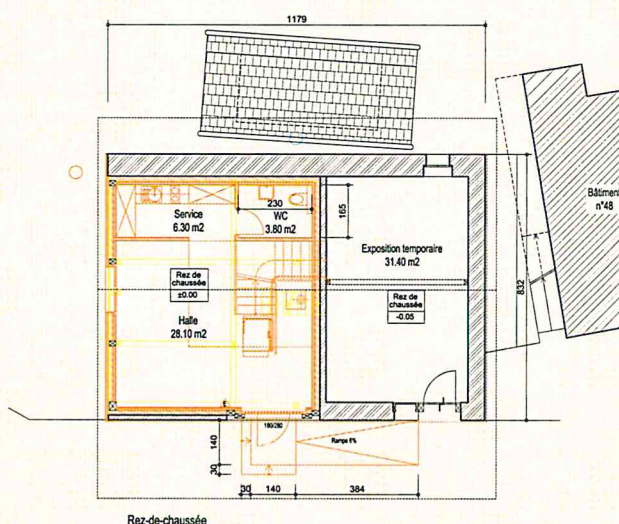 1179
Bâtiment
n°48
230
Service
6.30 m2
WC
3.80 m2
165
Exposition temporaire
31.40 m2
Rez de
chaussée
±0.00
Rez de
chaussée
-0.05
832
Halle
28.10 m2
180/280
Rampe 6%
140
30
30
140
384
Rez-de-chaussée